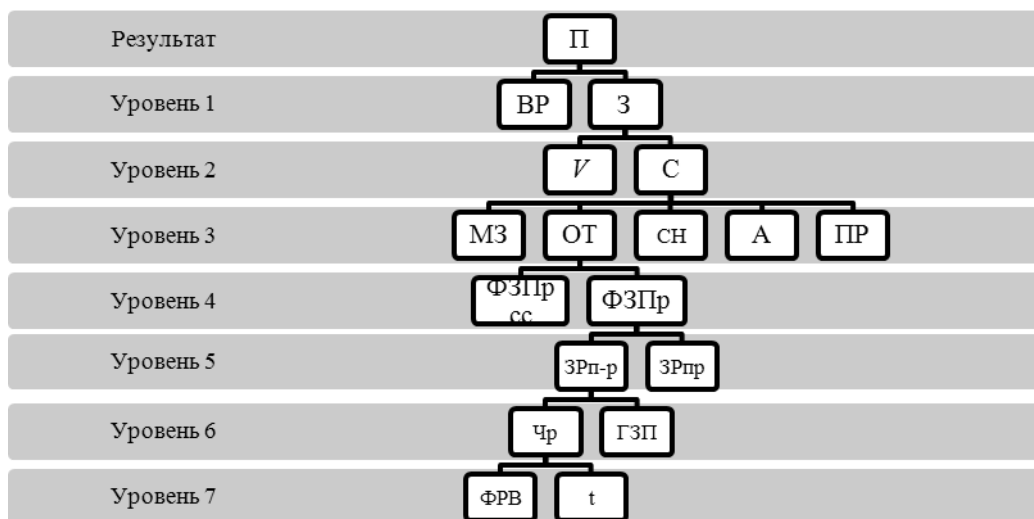 Результат
П
Уровень 1
ВР
З
Уровень 2
V
С
Уровень 3
МЗ
ОТ
СН
А
ПР
Уровень 4
ФЗПр
сс
ФЗПр
Уровень 5
ЗРп-р
ЗРпр
Уровень 6
Чр
ГЗП
Уровень 7
ФРВ
t